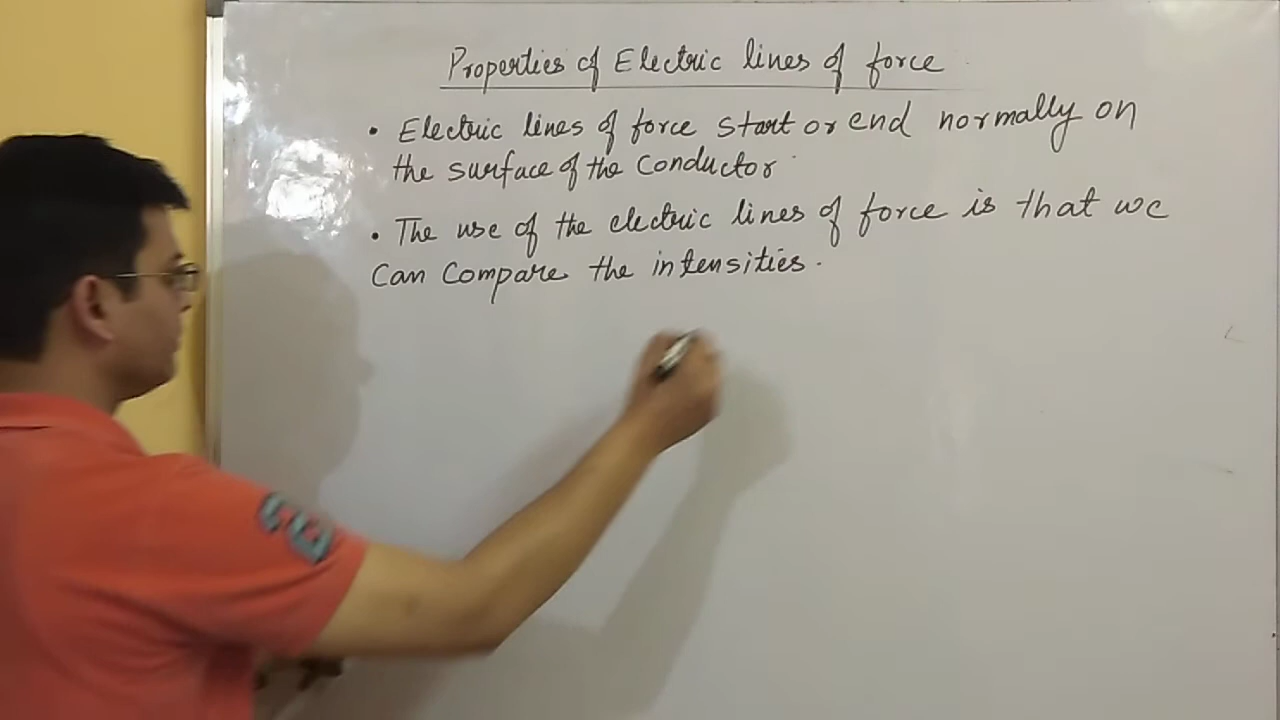 Properties of Electric lines of force
• Electric lines of force start or end normally on
the surface of the Conductor
• The use of the electric lines of force is that we
Can Compare the intensities.